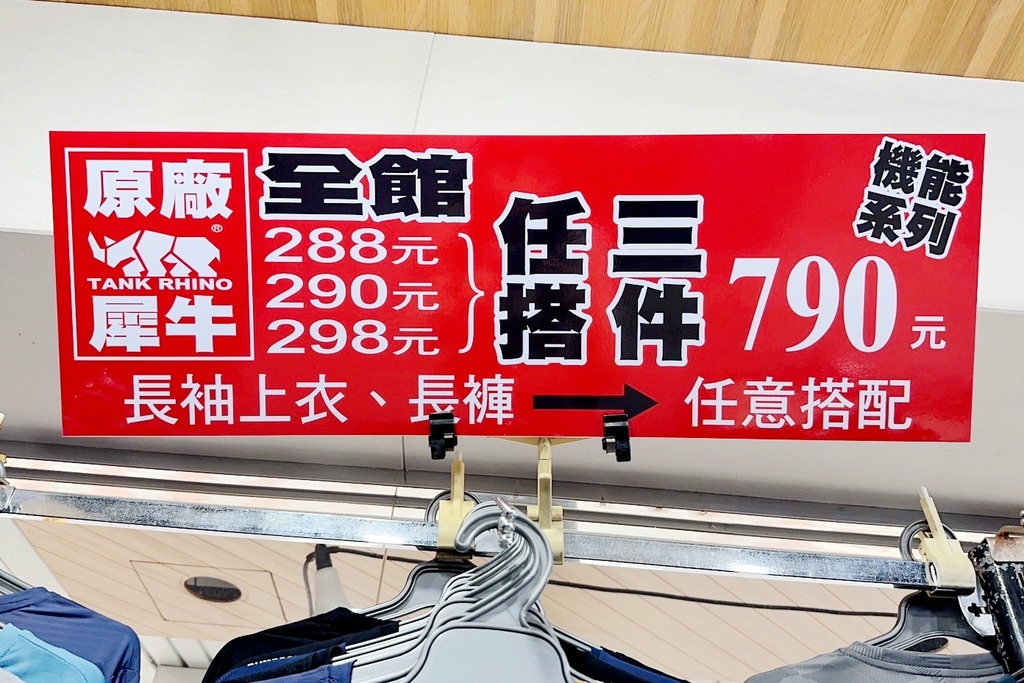 原廠
®
TANK RHINO
犀牛
全館
288元
290元
298元
任三
搭件
790元
機能
系列
長袖上衣、長褲 → 任意搭配